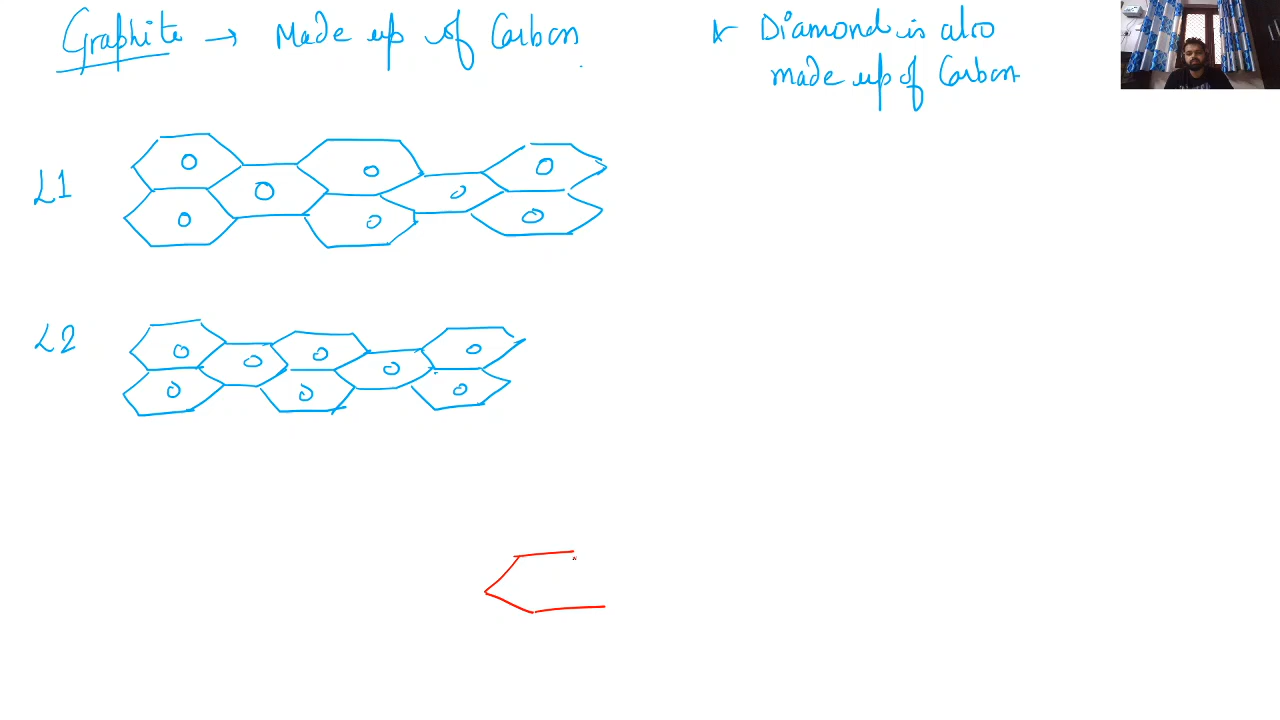 Graphite → Made up of Carbon.
* Diamond is also
made up of Carbon
L1
L2